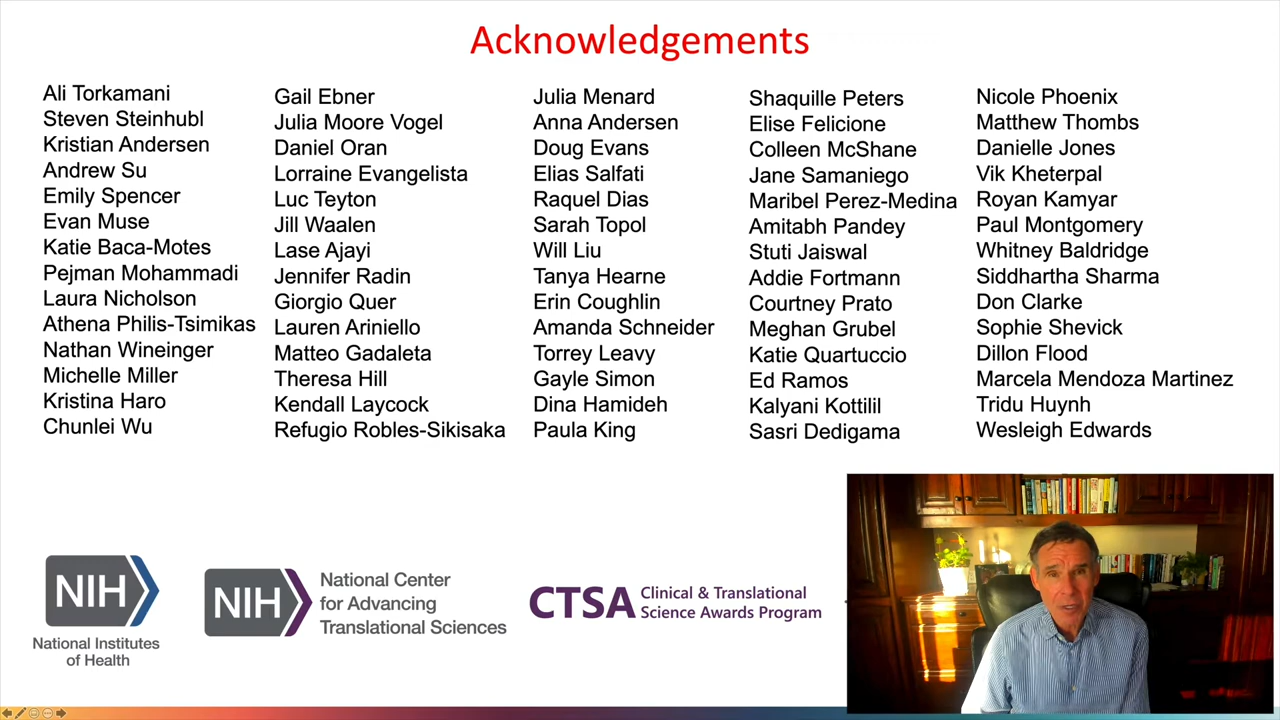 Acknowledgements
Ali Torkamani
Steven Steinhubl
Kristian Andersen
Andrew Su
Emily Spencer
Evan Muse
Katie Baca-Motes
Pejman Mohammadi
Laura Nicholson
Athena Philis-Tsimikas
Nathan Wineinger
Michelle Miller
Kristina Haro
Chunlei Wu
Gail Ebner
Julia Moore Vogel
Daniel Oran
Lorraine Evangelista
Luc Teyton
Jill Waalen
Lase Ajayi
Jennifer Radin
Giorgio Quer
Lauren Ariniello
Matteo Gadaleta
Theresa Hill
Kendall Laycock
Refugio Robles-Sikisaka
Julia Menard
Anna Andersen
Doug Evans
Elias Salfati
Raquel Dias
Sarah Topol
Will Liu
Tanya Hearne
Erin Coughlin
Amanda Schneider
Torrey Leavy
Gayle Simon
Dina Hamideh
Paula King
Shaquille Peters
Elise Felicione
Colleen McShane
Jane Samaniego
Maribel Perez-Medina
Amitabh Pandey
Stuti Jaiswal
Addie Fortmann
Courtney Prato
Meghan Grubel
Katie Quartuccio
Ed Ramos
Kalyani Kottilil
Sasri Dedigama
Nicole Phoenix
Matthew Thombs
Danielle Jones
Vik Kheterpal
Royan Kamyar
Paul Montgomery
Whitney Baldridge
Siddhartha Sharma
Don Clarke
Sophie Shevick
Dillon Flood
Marcela Mendoza Martinez
Tridu Huynh
Wesleigh Edwards
NIH
National Institutes
of Health
NIH
National Center
for Advancing
Translational Sciences
CTSA
Clinical & Translational
Science Awards Program